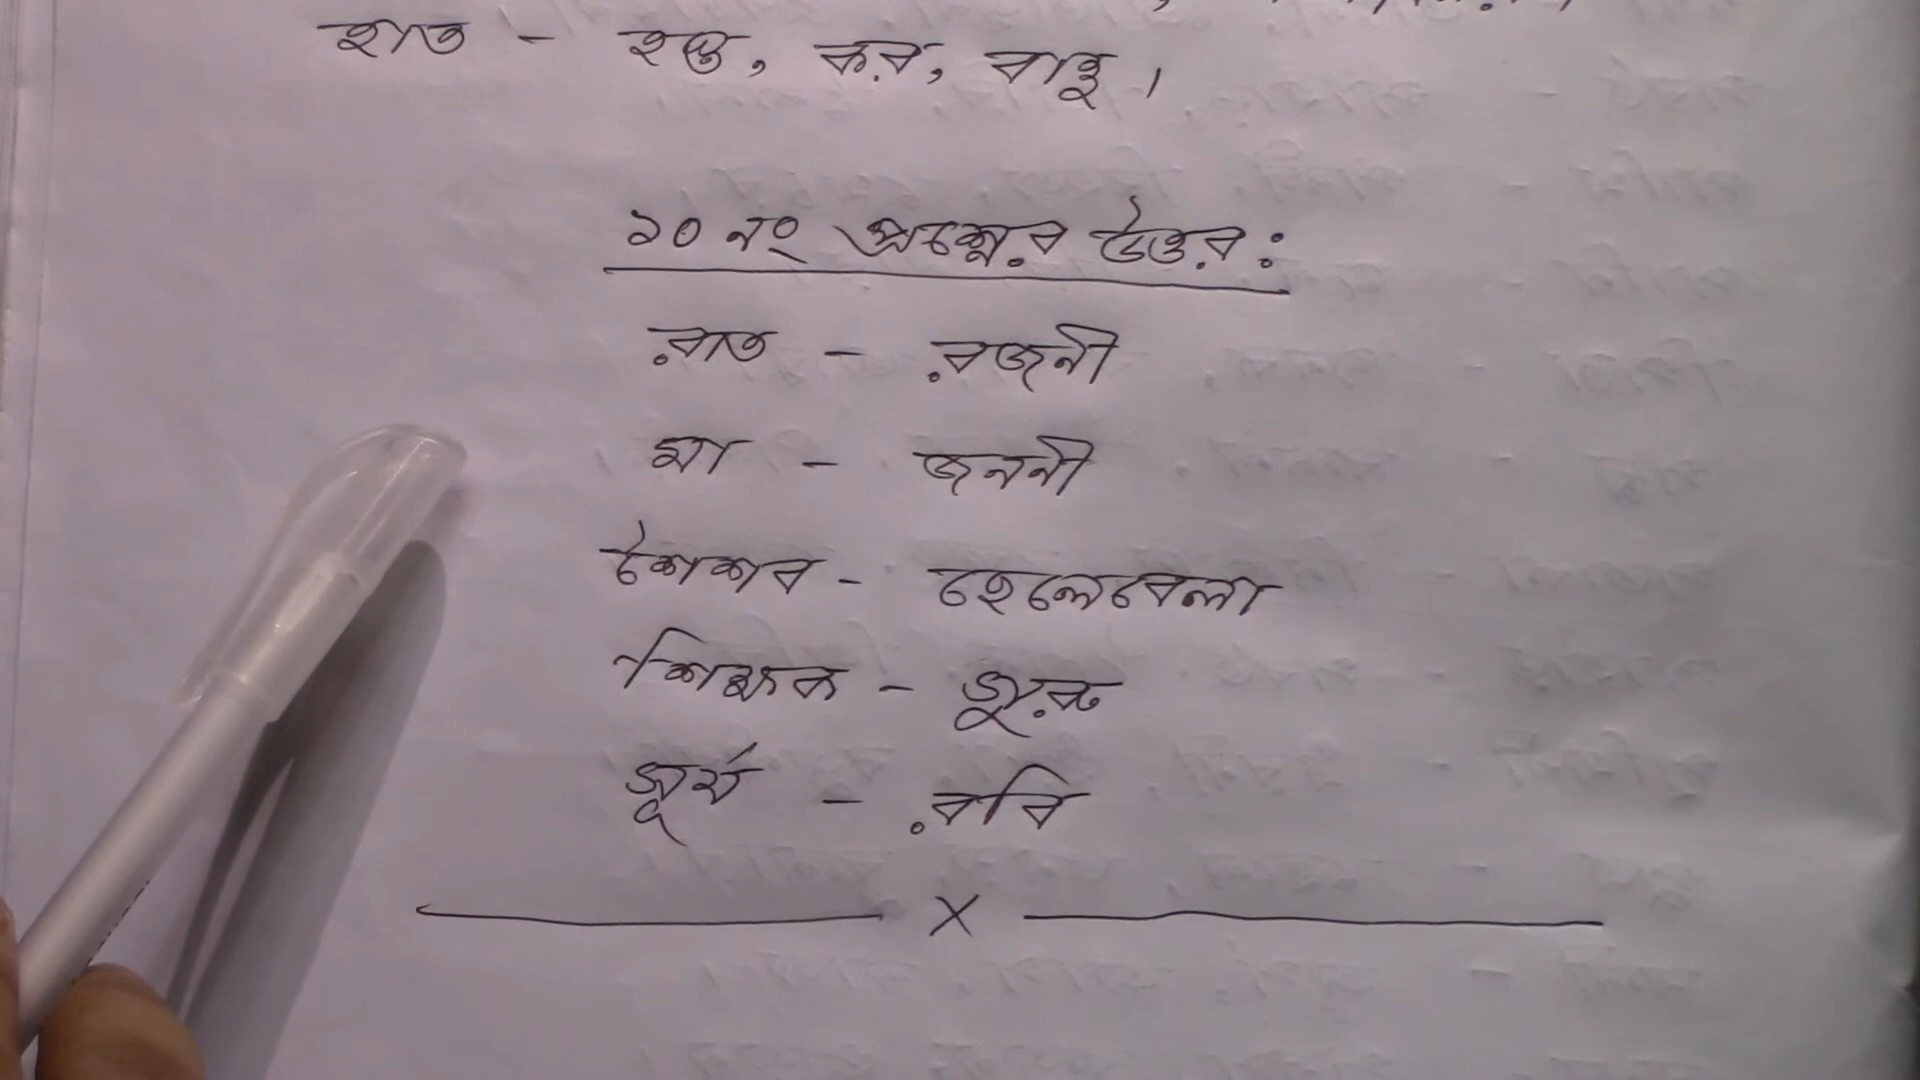 হাত - হস্ত, কর, বাহু ।
১০ নং প্রশ্নের উত্তর :
রাত - রজনী
মা - জননী
শৈশব - ছেলেবেলা
শিক্ষক - গুরু
সূর্য - রবি
X